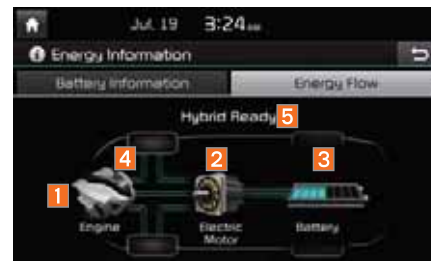 Jul. 19 3:24 AM
Energy Information
Battery Information Energy Flow
Hybrid Ready 5
4 2 3
1
Engine Electric Motor Battery